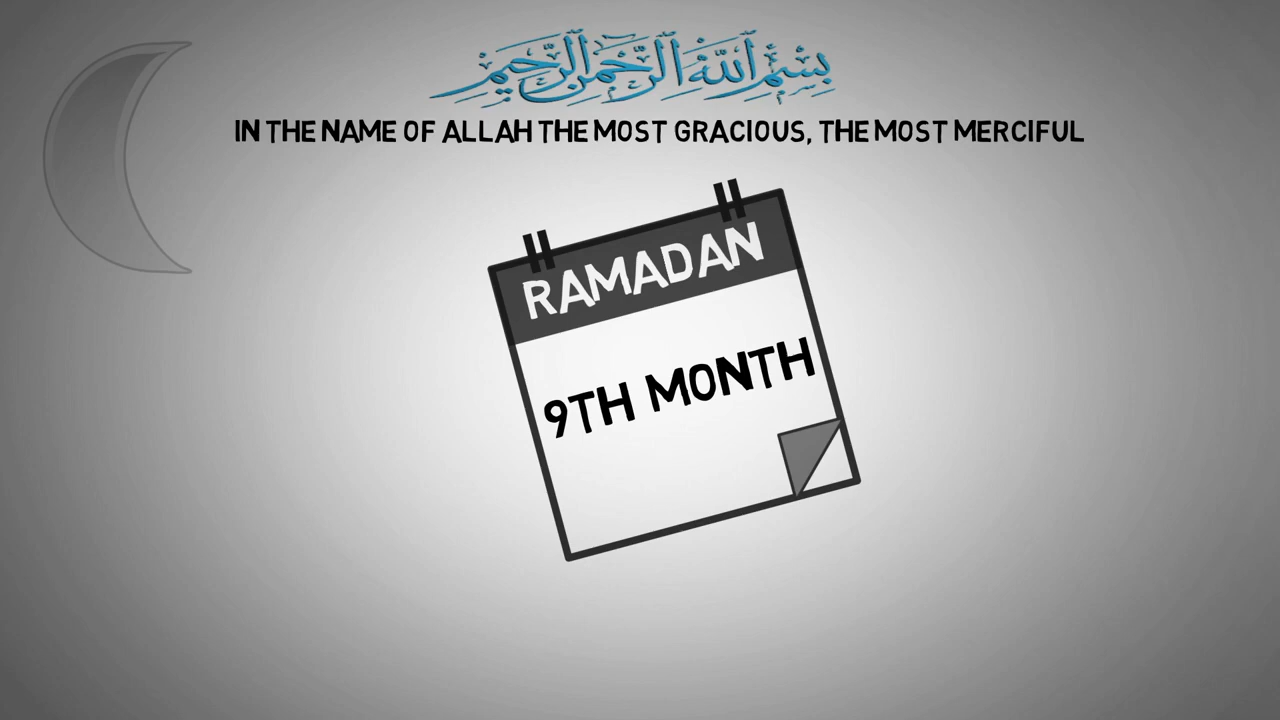 بسم الله الرحمن الرحيم
IN THE NAME OF ALLAH THE MOST GRACIOUS, THE MOST MERCIFUL
RAMADAN
9TH MONTH